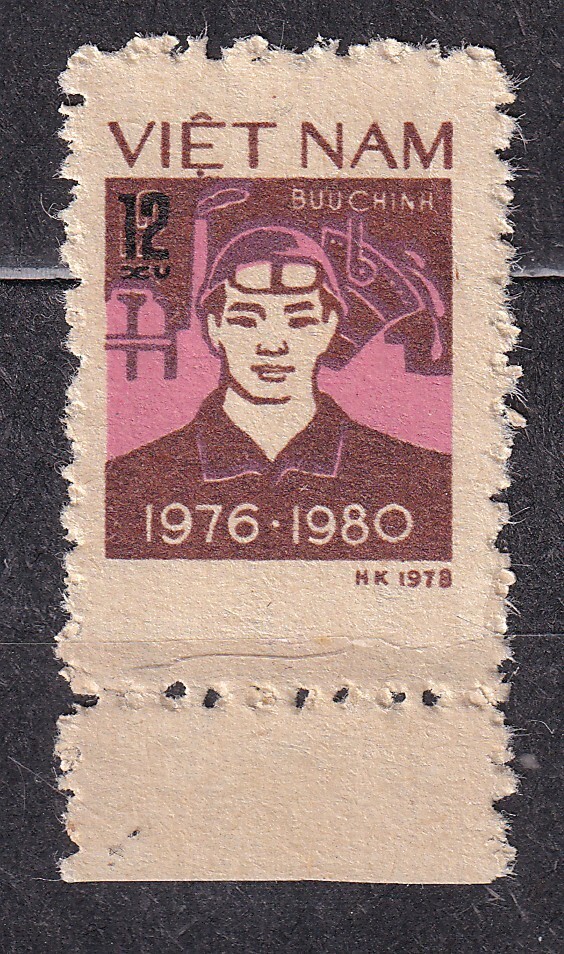 VIỆT NAM
BƯU CHÍNH
12
XU
1976 · 1980
HK 1978